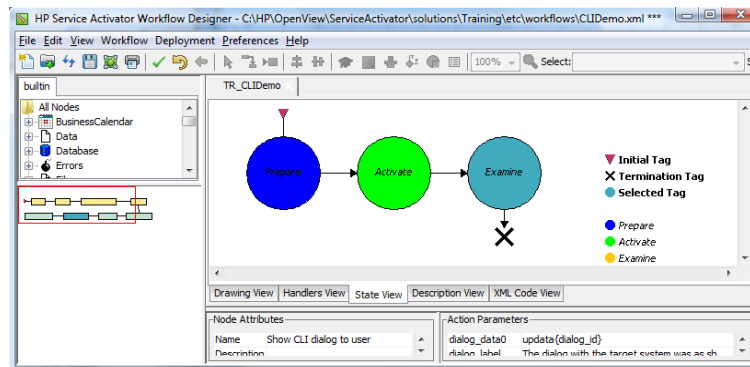 HP Service Activator Workflow Designer - C:\HP\OpenView\ServiceActivator\solutions\Training\etc\workflows\CLIDemo.xml ***
File Edit View Workflow Deployment Preferences Help
100% Select:
builtin
TR_CLIDemo
All Nodes
BusinessCalendar
Data
Database
Errors
Prepare
Activate
Examine
Initial Tag
Termination Tag
Selected Tag
Prepare
Activate
Examine
Drawing View Handlers View State View Description View XML Code View
Node Attributes
Name Show CLI dialog to user
Description
Action Parameters
dialog_data0 updata{dialog_id}
dialog_label The dialog with the target system was as sh